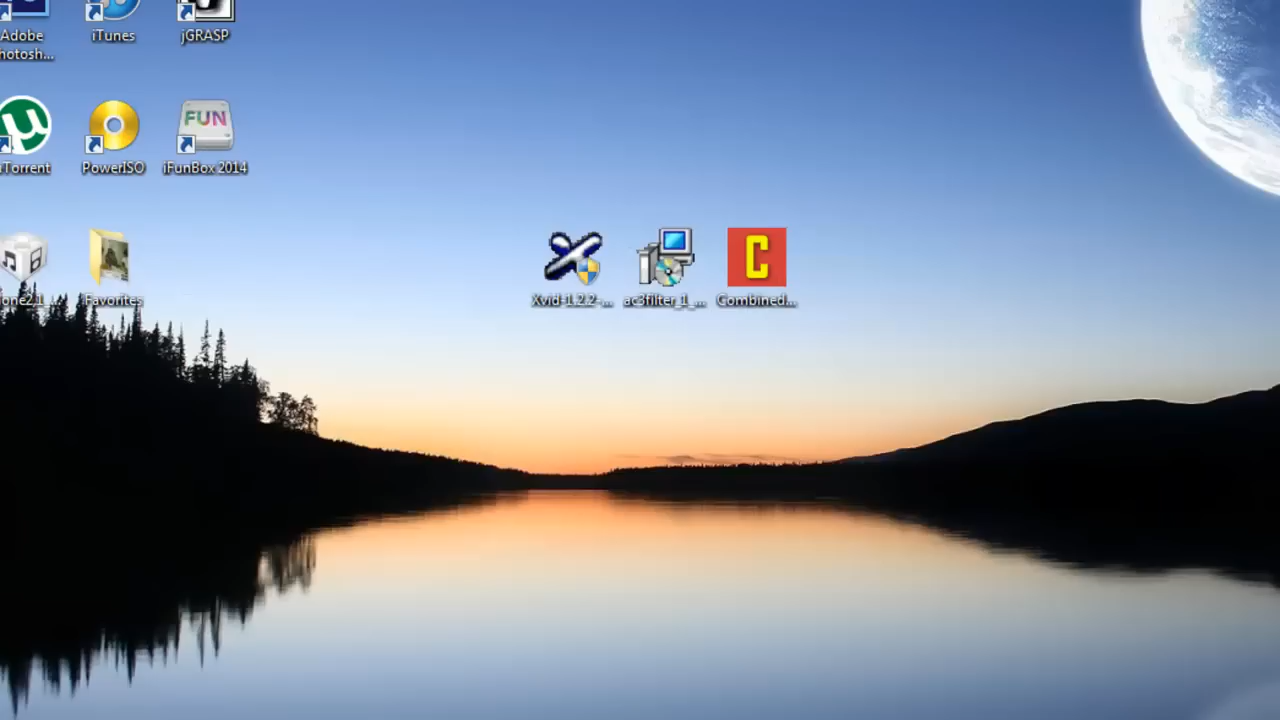 Adobe
hotosh...
iTunes
jGRASP
FUN
Torrent
PowerISO
iFunBox 2014
one2.1...
Favorites
Xvid-1.2.2-...
ac3filter_1_...
C
Combined...